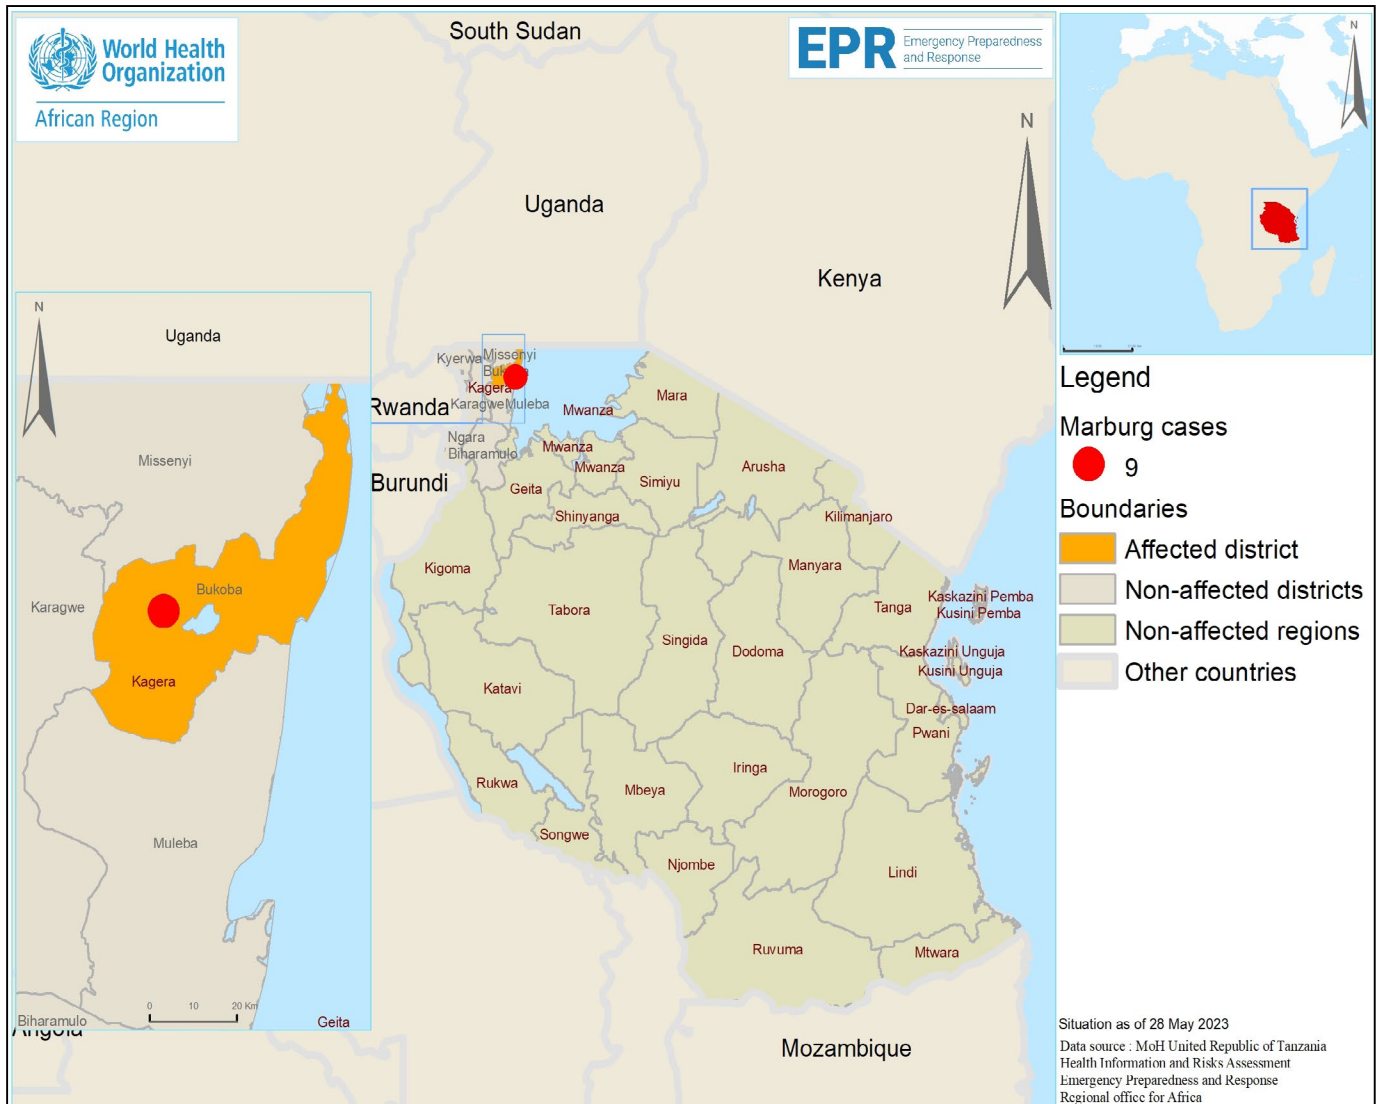 World Health
Organization
African Region
South Sudan
EPR
Emergency Preparedness
and Response
N
N
Uganda
Kenya
N
Uganda
Missenyi
Karagwe
Bukoba
Kagera
Muleba
0 10 20 Km
Biharamulo
Geita
Angola
Kyerwa
Missenyi
Kagera
Karagwe
Muleba
Rwanda
Ngara
Biharamulo
Burundi
Mwanza
Mara
Mwanza
Mwanza
Simiyu
Arusha
Geita
Shinyanga
Kilimanjaro
Kigoma
Manyara
Tabora
Tanga
Kaskazini Pemba
Kusini Pemba
Singida
Dodoma
Kaskazini Unguja
Kusini Unguja
Katavi
Dar-es-salaam
Pwani
Rukwa
Mbeya
Iringa
Morogoro
Songwe
Njombe
Lindi
Ruvuma
Mtwara
Mozambique
Legend
Marburg cases
9
Boundaries
Affected district
Non-affected districts
Non-affected regions
Other countries
Situation as of 28 May 2023
Data source : MoH United Republic of Tanzania
Health Information and Risks Assessment
Emergency Preparedness and Response
Regional office for Africa